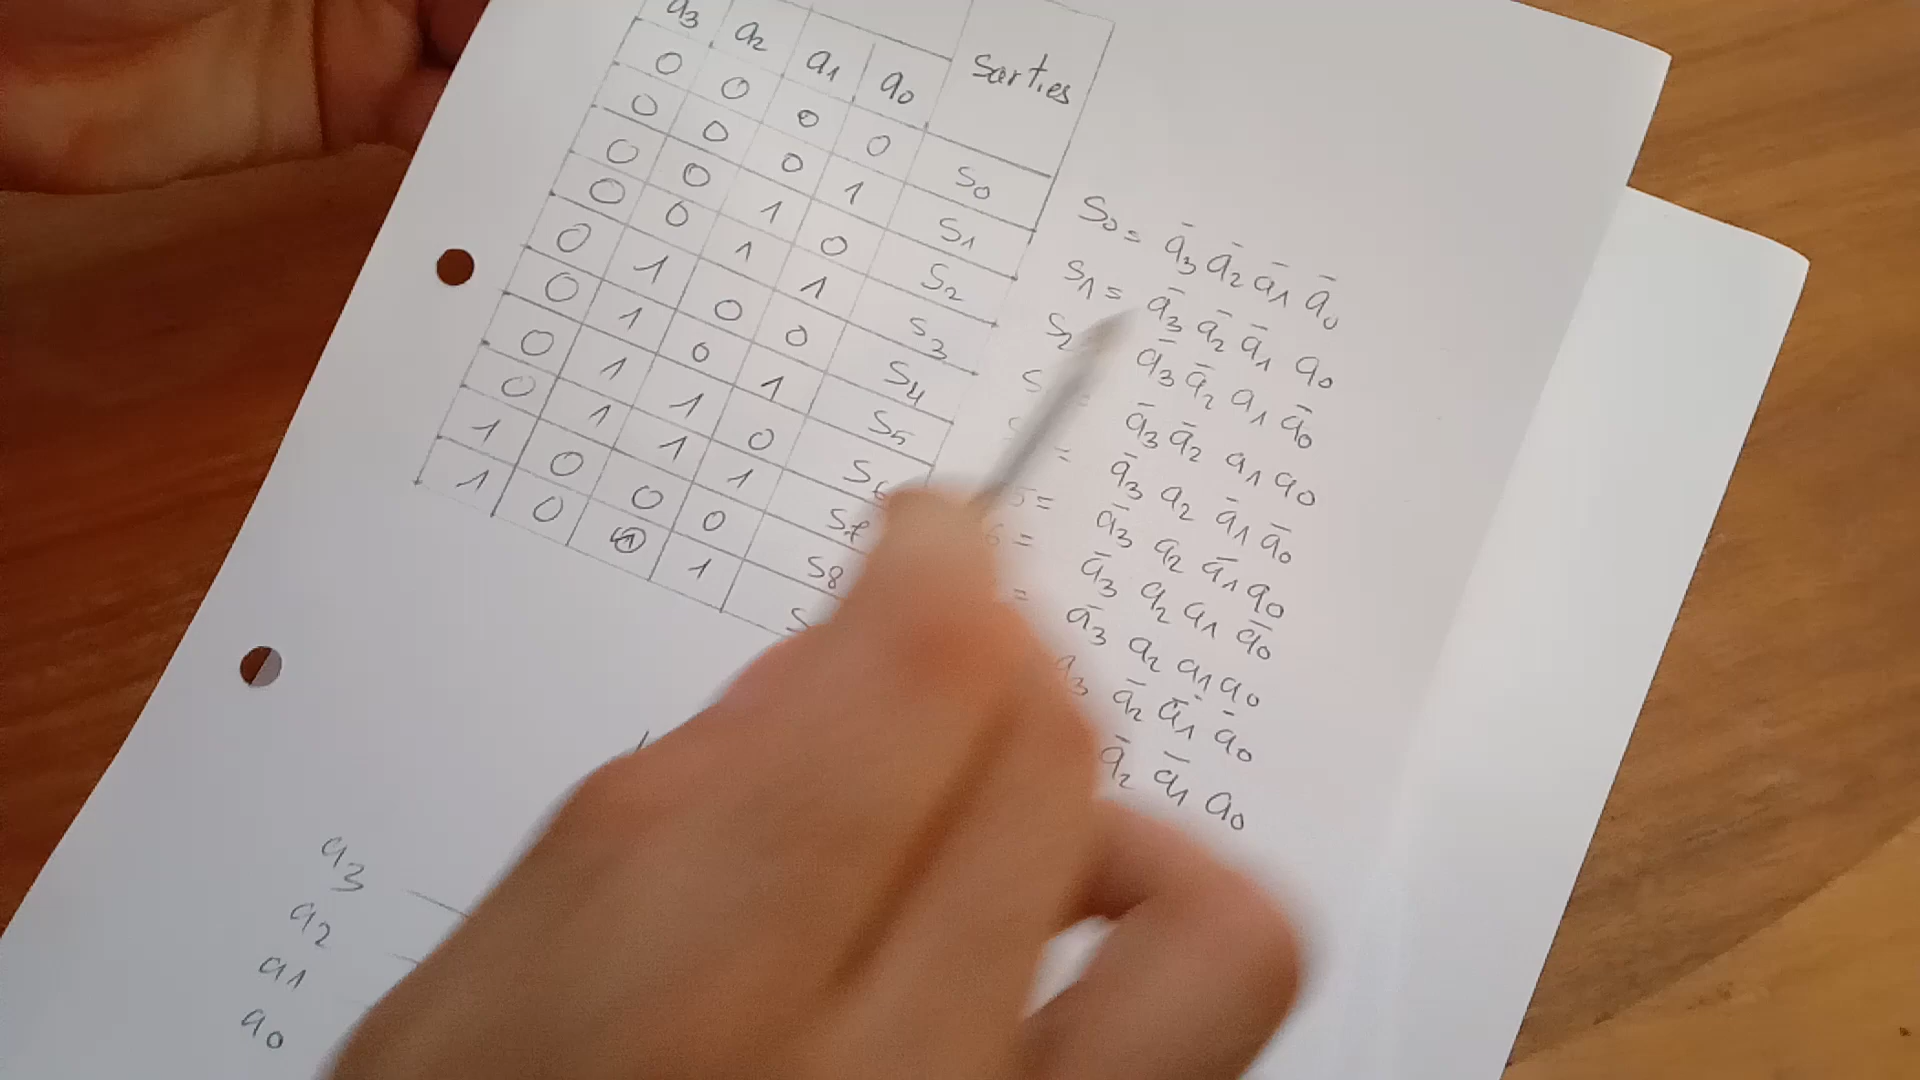 a3 a2 a1 a0 Sorties
0 0 0 0 S0
0 0 0 1 S1
0 0 1 0 S2
0 0 1 1 S3
0 1 0 0 S4
0 1 0 1 S5
0 1 1 0 S6
0 1 1 1 S7
1 0 0 0 S8
1 0 1 S
S0 = ā3 ā2 ā1 ā0
S1 = ā3 ā2 ā1 a0
S2 ā3 ā2 a1 ā0
S = ā3 ā2 a1 a0
= ā3 a2 ā1 ā0
5 = ā3 a2 ā1 a0
6 = ā3 a2 a1 ā0
= ā3 a2 a1 a0
a3 ā2 ā1 ā0
ā2 ā1 a0
a3
a2
a1
a0